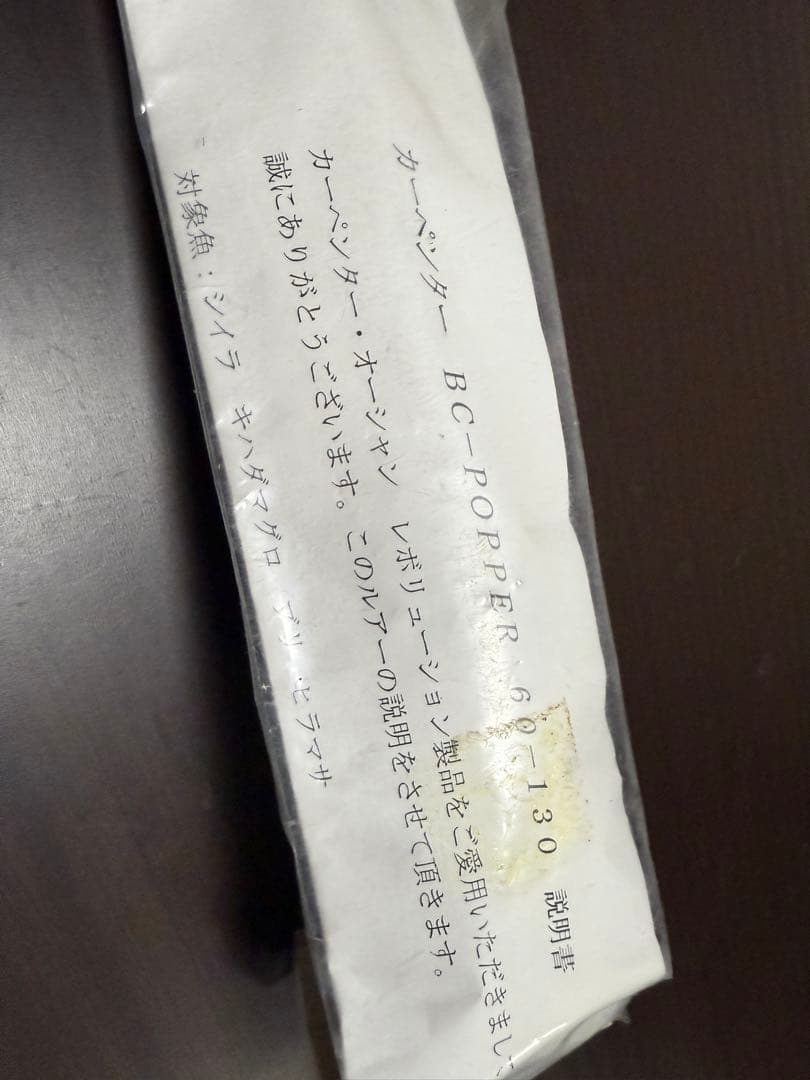 カーペンター BC-POPPER 60-130 説明書
カーペンター・オーシャン レボリューション製品をご愛用いただきまし
誠にありがとうございます。このルアーの説明をさせて頂きます。
対象魚：シイラ キハダマグロ ブリ・ヒラマサ